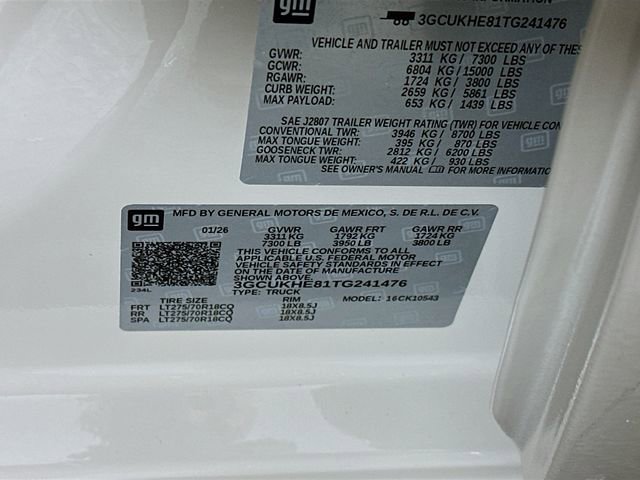 gm
3GCUKHE81TG241476
VEHICLE AND TRAILER MUST NOT EXCEED ANY OF THES
GVWR: 3311 KG / 7300 LBS
GCWR: 6804 KG / 15000 LBS
RGAWR: 1724 KG / 3800 LBS
CURB WEIGHT: 2659 KG / 5861 LBS
MAX PAYLOAD: 653 KG / 1439 LBS
SAE J2807 TRAILER WEIGHT RATING (TWR) FOR VEHICLE CON
CONVENTIONAL TWR: 3946 KG / 8700 LBS
MAX TONGUE WEIGHT: 395 KG / 870 LBS
GOOSENECK TWR: 2812 KG / 6200 LBS
MAX TONGUE WEIGHT: 422 KG / 930 LBS
SEE OWNER'S MANUAL FOR MORE INFORMATIO
gm MFD BY GENERAL MOTORS DE MEXICO, S. DE R.L. DE C.V.
01/26 GVWR GAWR FRT GAWR RR
3311 KG 1792 KG 1724 KG
7300 LB 3950 LB 3800 LB
THIS VEHICLE CONFORMS TO ALL
APPLICABLE U.S. FEDERAL MOTOR
VEHICLE SAFETY STANDARDS IN EFFECT
ON THE DATE OF MANUFACTURE
SHOWN ABOVE.
3GCUKHE81TG241476
234L TYPE: TRUCK
TIRE SIZE RIM MODEL: 16CK10543
FRT LT275/70R18CQ 18X8.5J
RR LT275/70R18CQ 18X8.5J
SPA LT275/70R18CQ 18X8.5J